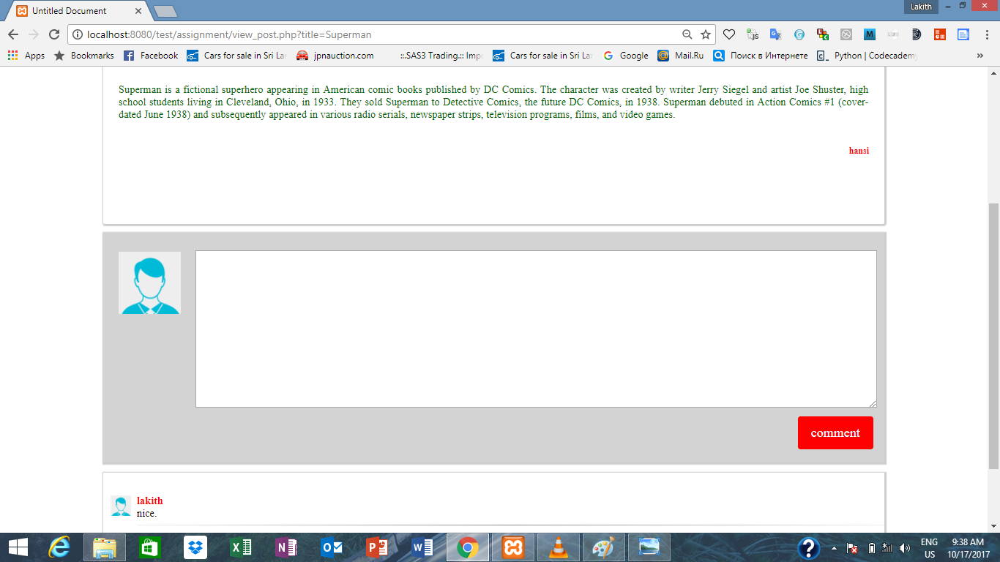 Lakith
Untitled Document
localhost:8080/test/assignment/view_post.php?title=Superman
Apps Bookmarks Facebook Cars for sale in Sri La jpnauction.com ::.SAS3 Trading.:: Imp Cars for sale in Sri La Google Mail.Ru Поиск в Интернете Python | Codecademy
Superman is a fictional superhero appearing in American comic books published by DC Comics. The character was created by writer Jerry Siegel and artist Joe Shuster, high
school students living in Cleveland, Ohio, in 1933. They sold Superman to Detective Comics, the future DC Comics, in 1938. Superman debuted in Action Comics #1 (cover-
dated June 1938) and subsequently appeared in various radio serials, newspaper strips, television programs, films, and video games.
hansi
comment
lakith
nice.
ENG 9:38 AM
US 10/17/2017